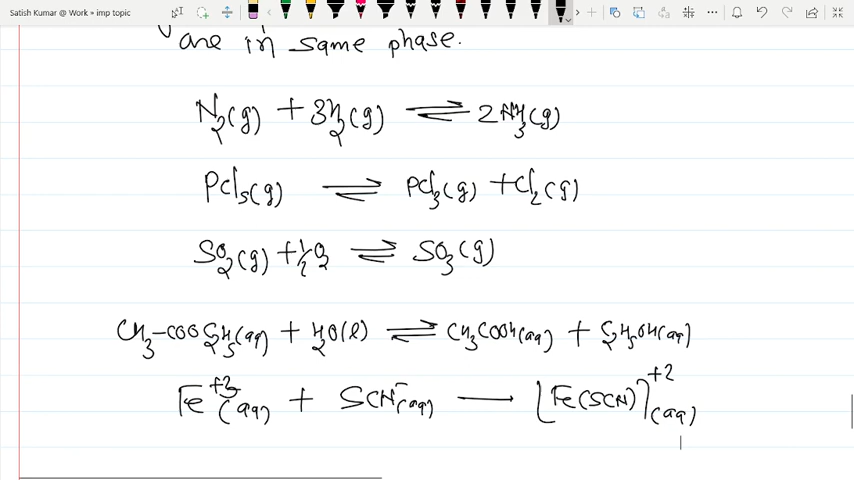 Satish Kumar @ Work » imp topic
are in same phase.
N₂(g) + 3H₂(g) ⇌ 2NH₃(g)
PCl₅(g) ⇌ PCl₃(g) + Cl₂(g)
SO₂(g) + 1/2 O₂ ⇌ SO₃(g)
CH₃-COOC₂H₅(aq) + H₂O(l) ⇌ CH₃COOH(aq) + C₂H₅OH(aq)
Fe⁺³(aq) + SCN⁻(aq) → [Fe(SCN)]⁺²(aq)